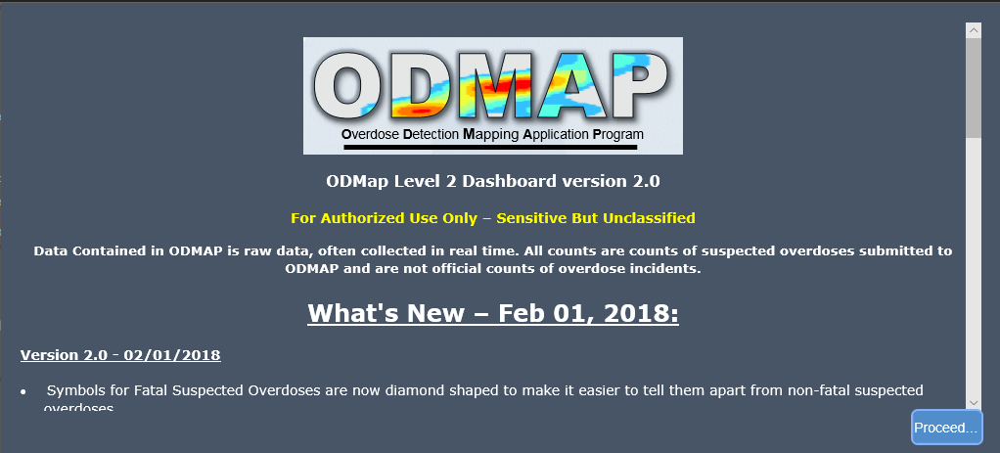 ODMAP
Overdose Detection Mapping Application Program
ODMap Level 2 Dashboard version 2.0
For Authorized Use Only – Sensitive But Unclassified
Data Contained in ODMAP is raw data, often collected in real time. All counts are counts of suspected overdoses submitted to
ODMAP and are not official counts of overdose incidents.
What's New – Feb 01, 2018:
Version 2.0 - 02/01/2018
• Symbols for Fatal Suspected Overdoses are now diamond shaped to make it easier to tell them apart from non-fatal suspected
overdoses
Proceed...